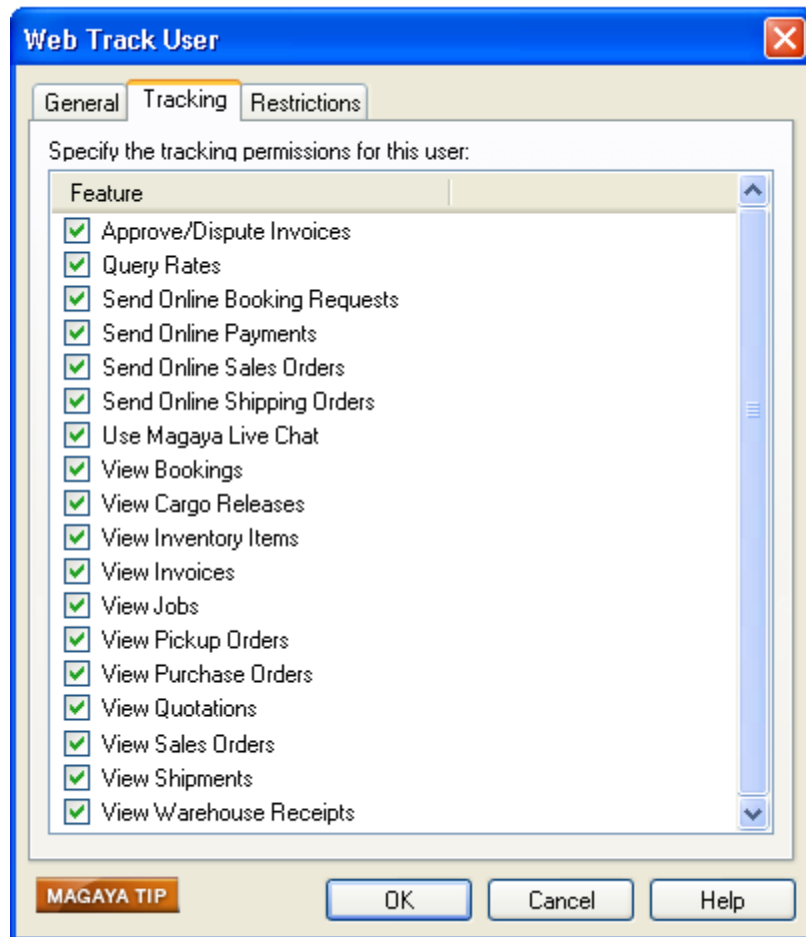 Web Track User
General Tracking Restrictions
Specify the tracking permissions for this user:
Feature
Approve/Dispute Invoices
Query Rates
Send Online Booking Requests
Send Online Payments
Send Online Sales Orders
Send Online Shipping Orders
Use Magaya Live Chat
View Bookings
View Cargo Releases
View Inventory Items
View Invoices
View Jobs
View Pickup Orders
View Purchase Orders
View Quotations
View Sales Orders
View Shipments
View Warehouse Receipts
MAGAYA TIP OK Cancel Help